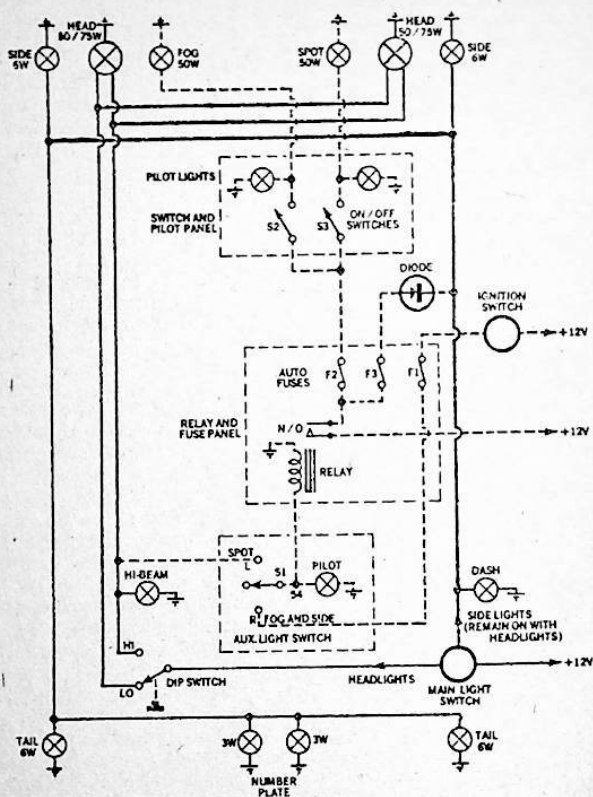 HEAD
80/75W
SIDE
6W
FOG
50W
SPOT
50W
HEAD
50/75W
SIDE
6W
PILOT LIGHTS
SWITCH AND
PILOT PANEL
S2
S3
ON/OFF
SWITCHES
DIODE
IGNITION
SWITCH
+12V
AUTO
FUSES
F2
F3
F1
RELAY AND
FUSE PANEL
N/O
+12V
RELAY
SPOT
L
S1
S4
PILOT
R
FOG AND SIDE
AUX. LIGHT SWITCH
HI-BEAM
DASH
SIDE LIGHTS
(REMAIN ON WITH
HEADLIGHTS)
HI
LO
DIP SWITCH
HEADLIGHTS
MAIN LIGHT
SWITCH
+12V
TAIL
6W
3W
3W
NUMBER
PLATE
TAIL
6W